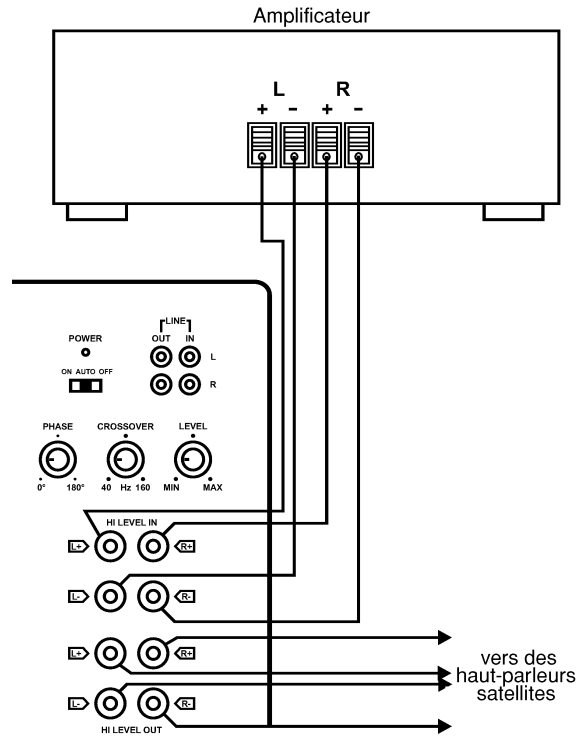 Amplificateur
L R
+ − + −
LINE
POWER OUT IN
L
ON AUTO OFF
R
PHASE CROSSOVER LEVEL
0° 180° 40 Hz 160 MIN MAX
HI LEVEL IN
L+ R+
L- R-
L+ R+
vers des
haut-parleurs
satellites
L- R-
HI LEVEL OUT